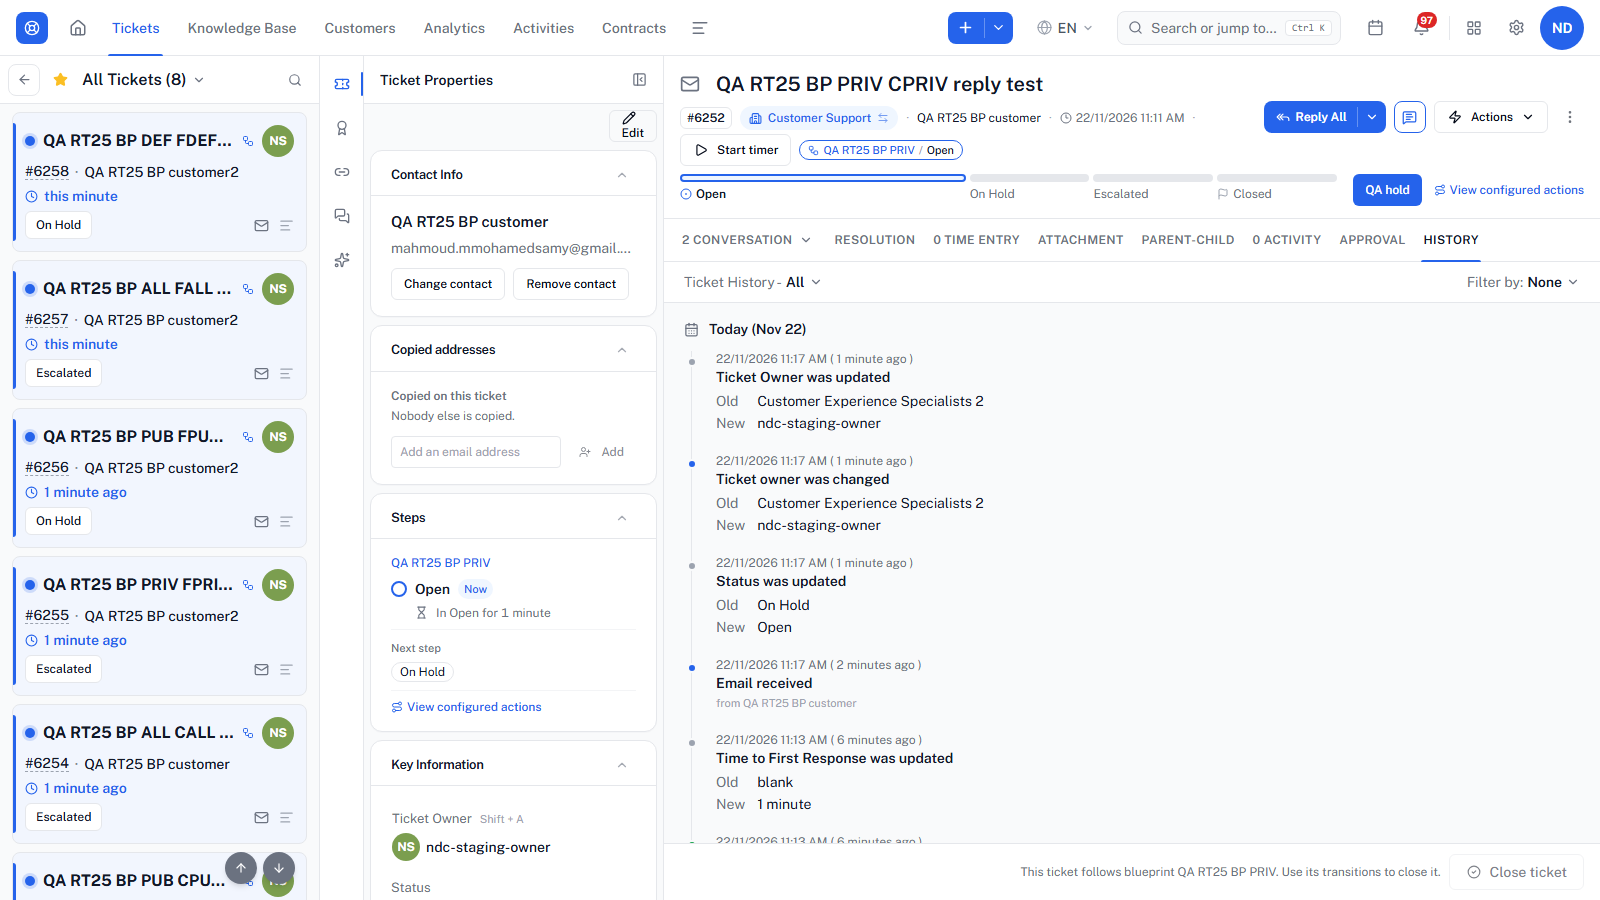 Tickets
Knowledge Base
Customers
Analytics
Activities
Contracts
EN
Search or jump to...
Ctrl K
97
ND
All Tickets (8)
QA RT25 BP DEF FDEF...
NS
#6258 · QA RT25 BP customer2
this minute
On Hold
QA RT25 BP ALL FALL ...
NS
#6257 · QA RT25 BP customer2
this minute
Escalated
QA RT25 BP PUB FPU...
NS
#6256 · QA RT25 BP customer2
1 minute ago
On Hold
QA RT25 BP PRIV FPRI...
NS
#6255 · QA RT25 BP customer2
1 minute ago
Escalated
QA RT25 BP ALL CALL ...
NS
#6254 · QA RT25 BP customer
1 minute ago
Escalated
QA RT25 BP PUB CPU...
Ticket Properties
Edit
Contact Info
QA RT25 BP customer
mahmoud.mmohamedsamy@gmail....
Change contact
Remove contact
Copied addresses
Copied on this ticket
Nobody else is copied.
Add an email address
Add
Steps
QA RT25 BP PRIV
Open Now
In Open for 1 minute
Next step
On Hold
View configured actions
Key Information
Ticket Owner Shift + A
NS ndc-staging-owner
Status
QA RT25 BP PRIV CPRIV reply test
#6252 Customer Support · QA RT25 BP customer · 22/11/2026 11:11 AM ·
Reply All
Actions
Start timer
QA RT25 BP PRIV / Open
Open
On Hold
Escalated
Closed
QA hold
View configured actions
2 CONVERSATION
RESOLUTION
0 TIME ENTRY
ATTACHMENT
PARENT-CHILD
0 ACTIVITY
APPROVAL
HISTORY
Ticket History - All
Filter by: None
Today (Nov 22)
22/11/2026 11:17 AM ( 1 minute ago )
Ticket Owner was updated
Old Customer Experience Specialists 2
New ndc-staging-owner
22/11/2026 11:17 AM ( 1 minute ago )
Ticket owner was changed
Old Customer Experience Specialists 2
New ndc-staging-owner
22/11/2026 11:17 AM ( 1 minute ago )
Status was updated
Old On Hold
New Open
22/11/2026 11:17 AM ( 2 minutes ago )
Email received
from QA RT25 BP customer
22/11/2026 11:13 AM ( 6 minutes ago )
Time to First Response was updated
Old blank
New 1 minute
22/11/2026 11:13 AM ( 6 minutes ago )
This ticket follows blueprint QA RT25 BP PRIV. Use its transitions to close it.
Close ticket